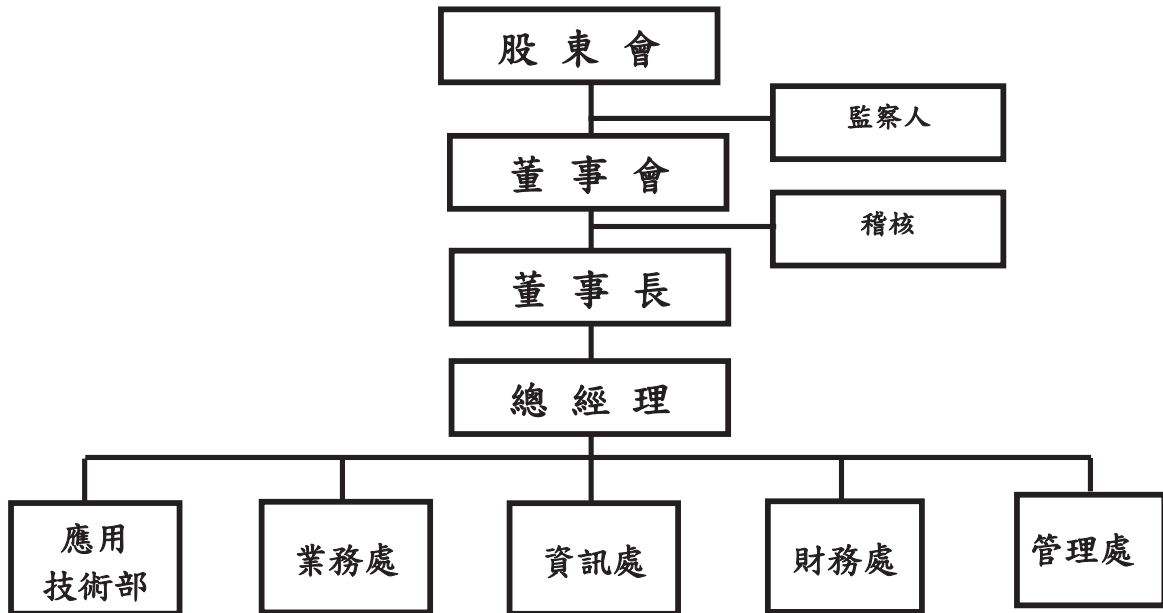 股東會
監察人
董事會
稽核
董事長
總經理
應用
技術部
業務處
資訊處
財務處
管理處